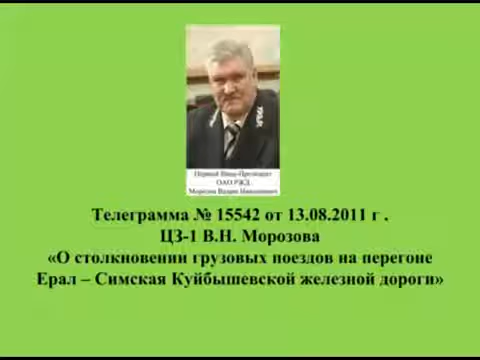 Первый Вице-Президент
ОАО РЖД
Морозов Вадим Николаевич
Телеграмма № 15542 от 13.08.2011 г .
ЦЗ-1 В.Н. Морозова
«О столкновении грузовых поездов на перегоне
Ерал – Симская Куйбышевской железной дороги»